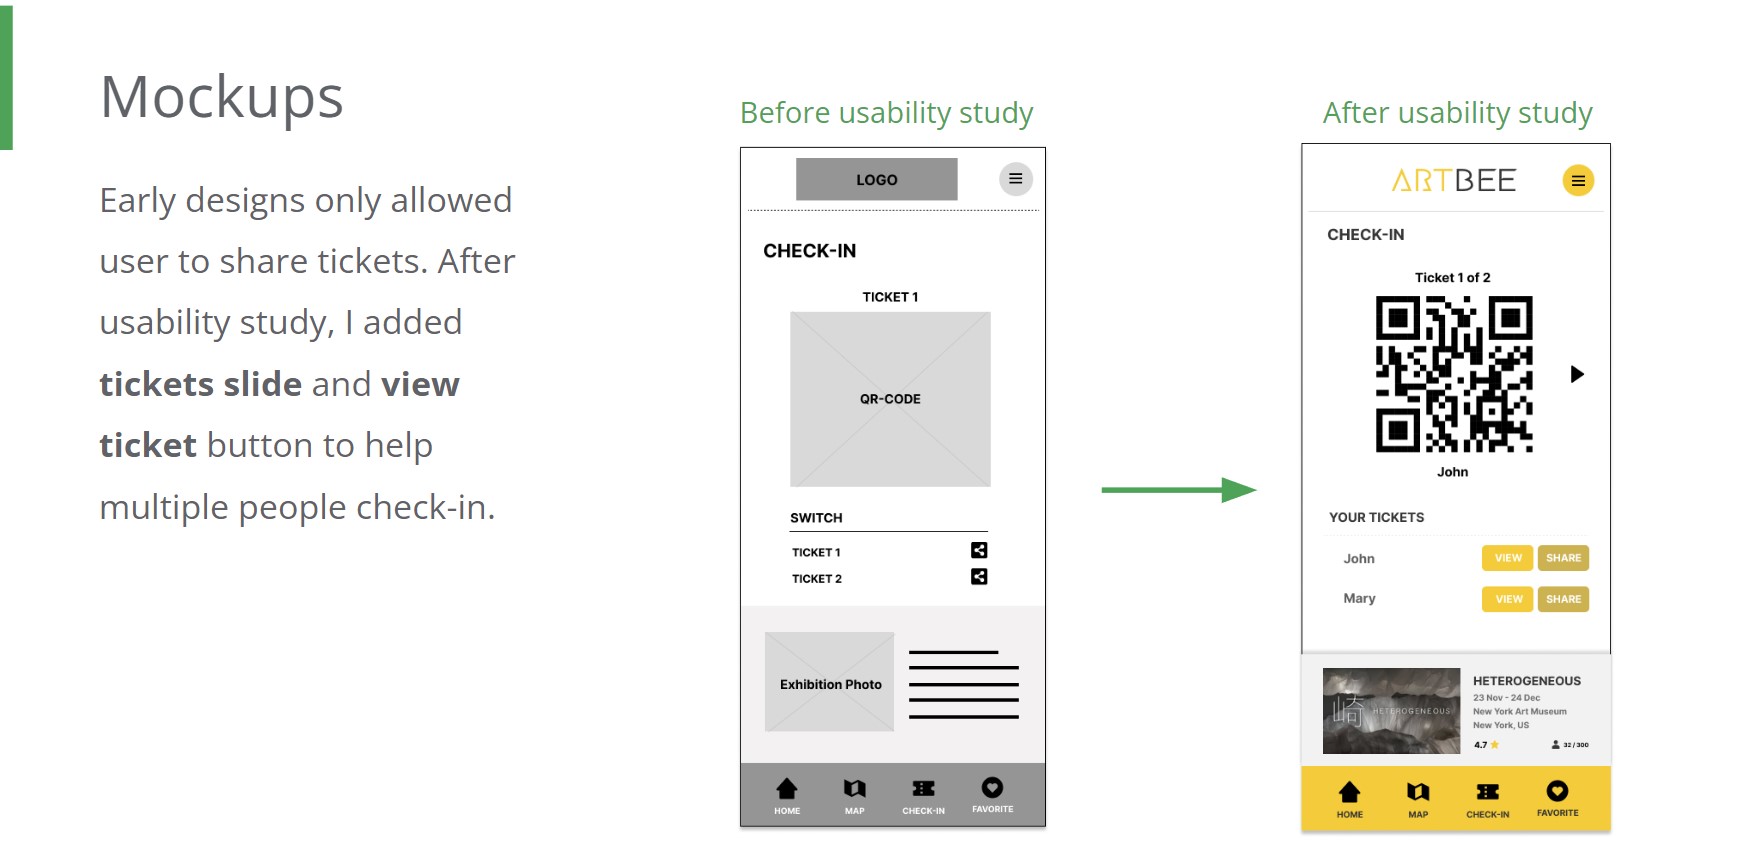 Mockups
Early designs only allowed
user to share tickets. After
usability study, I added
tickets slide and view
ticket button to help
multiple people check-in.
Before usability study
LOGO
CHECK-IN
TICKET 1
QR-CODE
SWITCH
TICKET 1
TICKET 2
Exhibition Photo
HOME MAP CHECK-IN FAVORITE
After usability study
ARTBEE
CHECK-IN
Ticket 1 of 2
John
YOUR TICKETS
John VIEW SHARE
Mary VIEW SHARE
崎 HETEROGENEOUS
HETEROGENEOUS
23 Nov - 24 Dec
New York Art Museum
New York, US
4.7 32 / 300
HOME MAP CHECK-IN FAVORITE